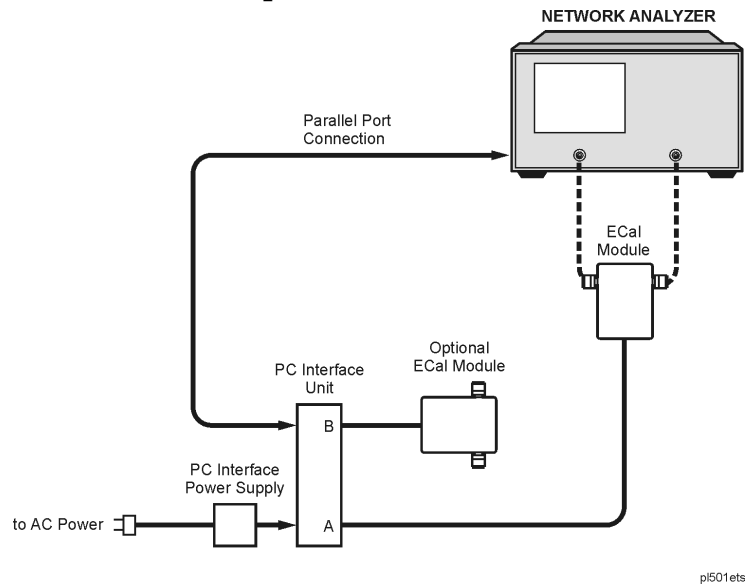 NETWORK ANALYZER
Parallel Port
Connection
ECal
Module
Optional
ECal Module
PC Interface
Unit
B
PC Interface
Power Supply
to AC Power
A
pl501ets